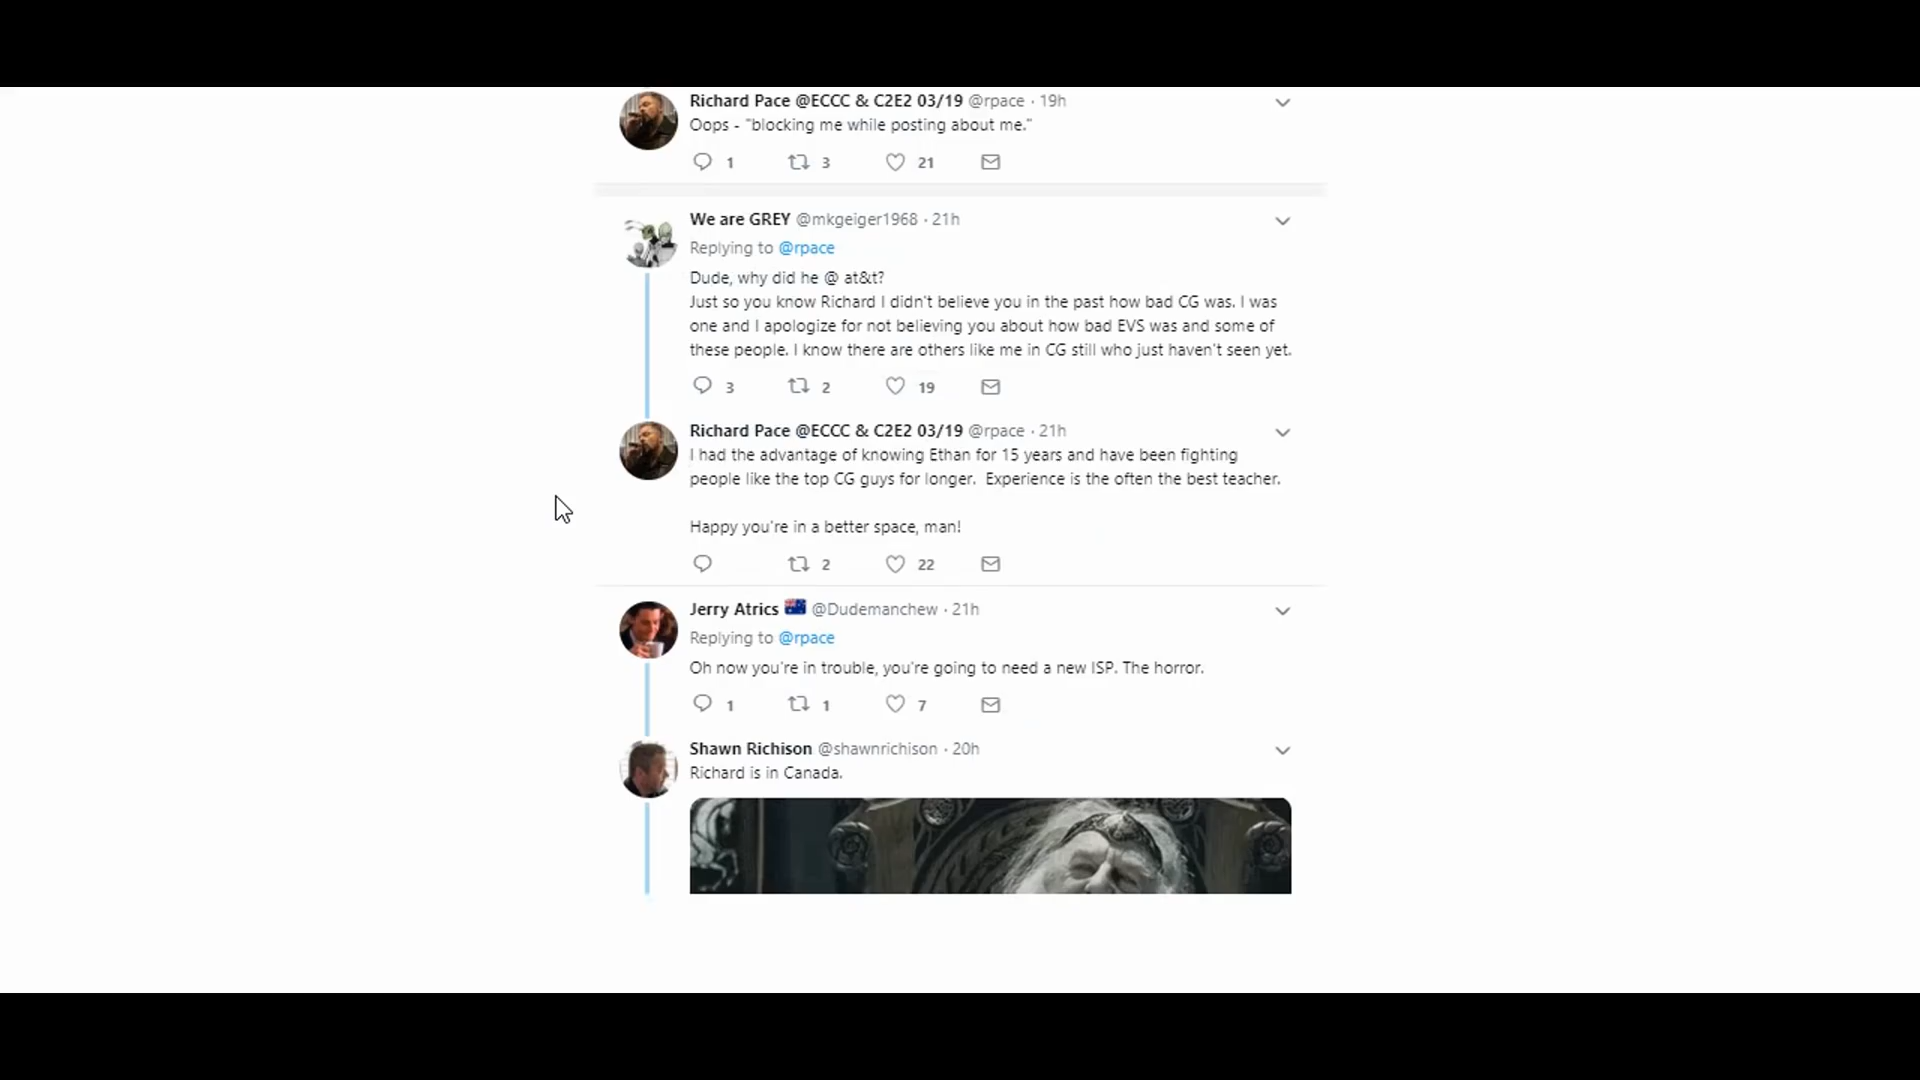 Richard Pace @ECCC & C2E2 03/19 @rpace · 19h
Oops - "blocking me while posting about me."
1 3 21
We are GREY @mkgeiger1968 · 21h
Replying to @rpace
Dude, why did he @ at&t?
Just so you know Richard I didn't believe you in the past how bad CG was. I was
one and I apologize for not believing you about how bad EVS was and some of
these people. I know there are others like me in CG still who just haven't seen yet.
3 2 19
Richard Pace @ECCC & C2E2 03/19 @rpace · 21h
I had the advantage of knowing Ethan for 15 years and have been fighting
people like the top CG guys for longer. Experience is the often the best teacher.
Happy you're in a better space, man!
2 22
Jerry Atrics @Dudemanchew · 21h
Replying to @rpace
Oh now you're in trouble, you're going to need a new ISP. The horror.
1 1 7
Shawn Richison @shawnrichison · 20h
Richard is in Canada.